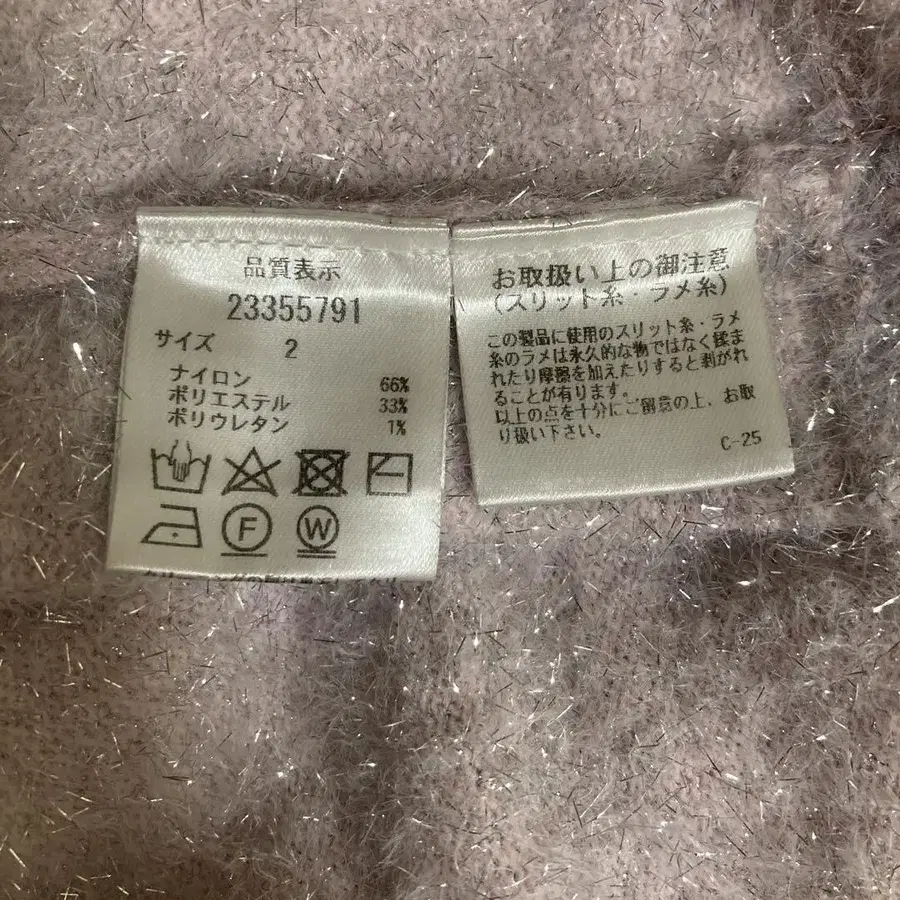 品質表示
23355791
サイズ 2
ナイロン 66%
ポリエステル 33%
ポリウレタン 1%
F W
お取扱い上の御注意
(スリット糸・ラメ糸)
この製品に使用のスリット糸・ラメ
糸のラメは永久的な物ではなく揉ま
れたり摩擦を加えたりすると剥がれ
ることが有ります。
以上の点を十分にご留意の上、お取
り扱い下さい。
C-25